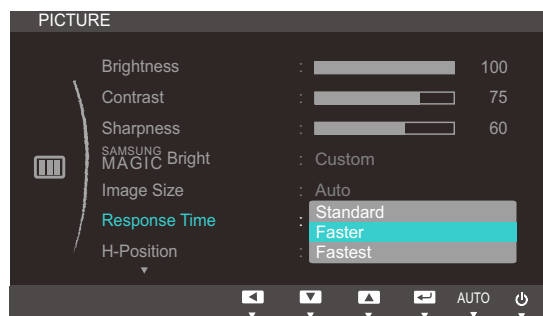 PICTURE
Brightness : 100
Contrast : 75
Sharpness : 60
SAMSUNG
MAGIC Bright : Custom
Image Size : Auto
Response Time : Standard
Faster
H-Position : Fastest
AUTO